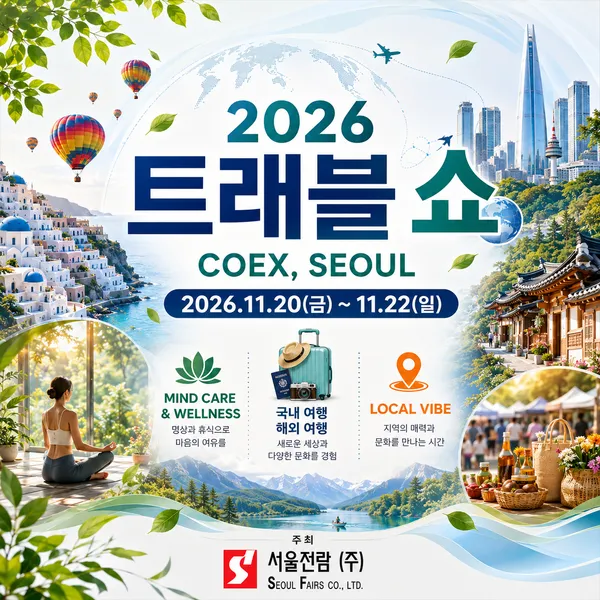 2026
트래블 쇼
COEX, SEOUL
2026.11.20(금) ~ 11.22(일)
MIND CARE
& WELLNESS
명상과 휴식으로
마음의 여유를
국내 여행
해외 여행
새로운 세상과
다양한 문화를 경험
LOCAL VIBE
지역의 매력과
문화를 만나는 시간
주최
서울전람 (주)
SEOUL FAIRS CO., LTD.